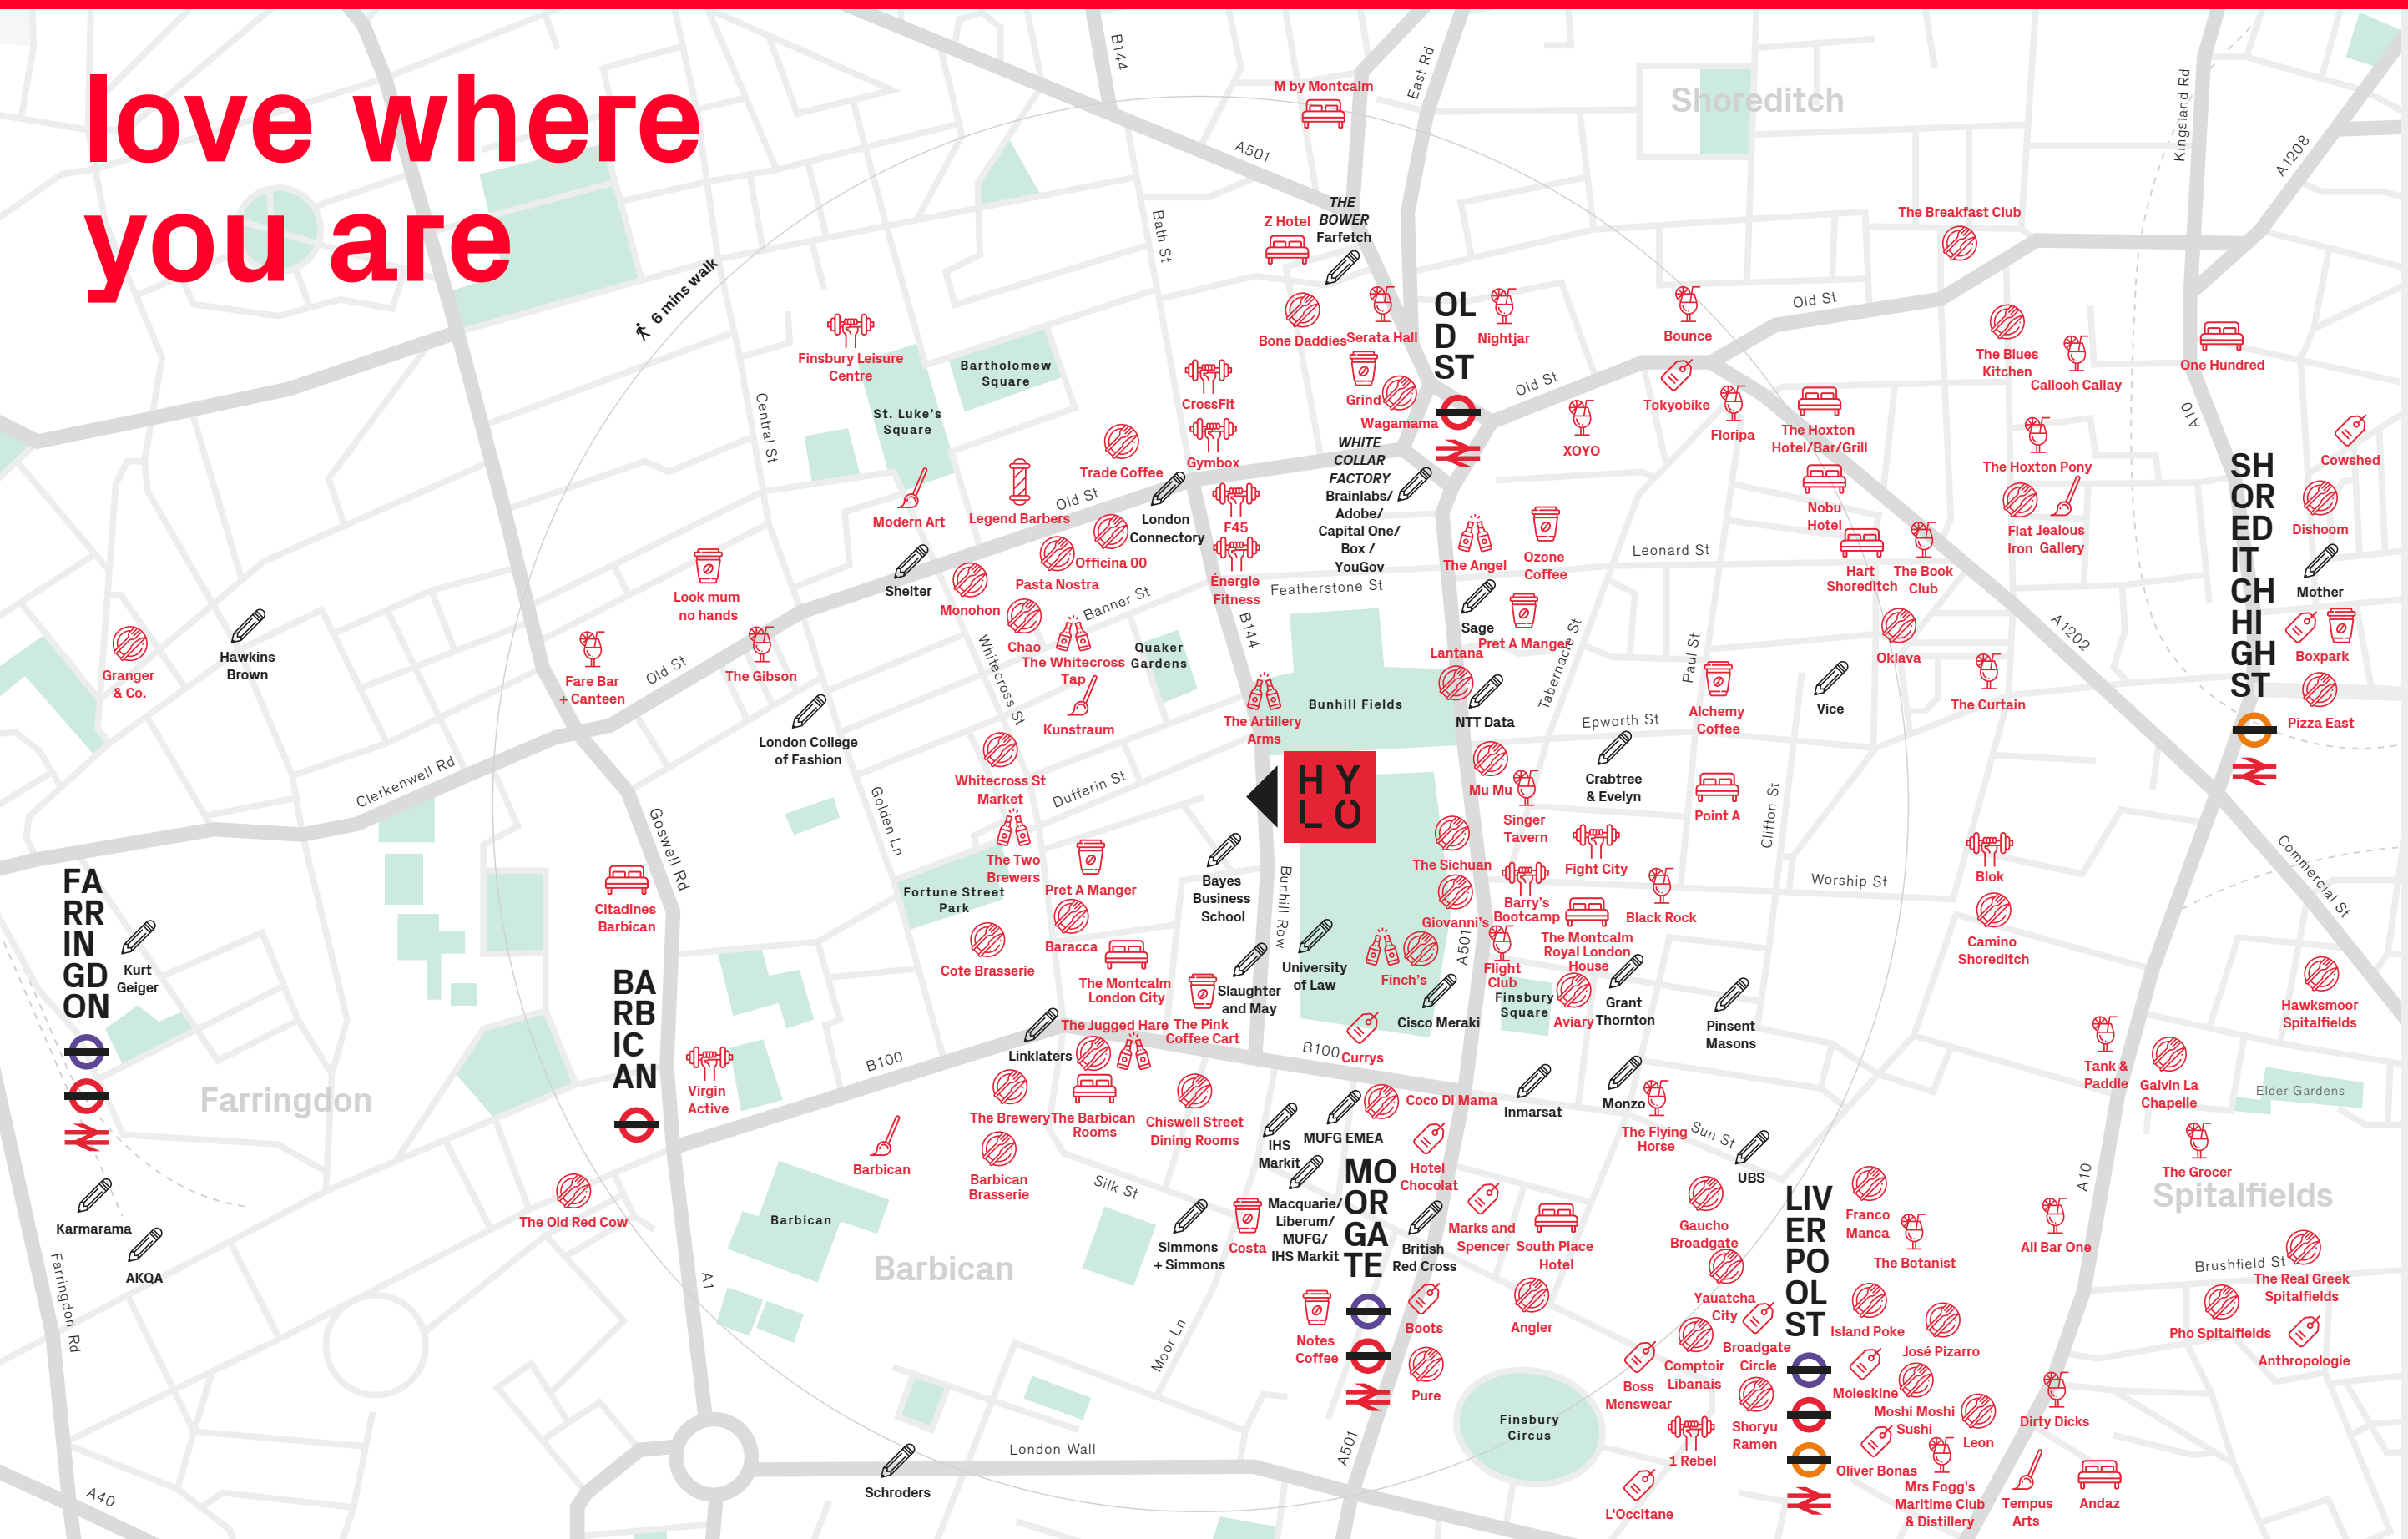 love where
you are
6 mins walk
Shoreditch
Farringdon
Barbican
Spitalfields
B144
East Rd
Kingsland Rd
A1208
A501
M by Montcalm
Bath St
Z Hotel
THE
BOWER
Farfetch
The Breakfast Club
Old St
Finsbury Leisure
Centre
Bartholomew
Square
St. Luke's
Square
Central St
Bone Daddies
Serata Hall
OL
D
ST
Nightjar
Bounce
The Blues
Kitchen
Callooh Callay
One Hundred
CrossFit
Grind
Wagamama
Old St
Tokyobike
Floripa
The Hoxton
Hotel/Bar/Grill
A10
Gymbox
WHITE
COLLAR
FACTORY
Brainlabs/
Adobe/
Capital One/
Box /
YouGov
XOYO
The Hoxton Pony
Cowshed
Trade Coffee
Modern Art
Legend Barbers
Old St
London
Connectory
F45
Nobu
Hotel
Flat
Iron
Jealous
Gallery
SH
OR
ED
IT
CH
HI
GH
ST
Dishoom
Officina 00
Pasta Nostra
Shelter
Monohon
Énergie
Fitness
The Angel
Ozone
Coffee
Leonard St
Hart
Shoreditch
The Book
Club
Mother
Look mum
no hands
Featherstone St
Banner St
Chao
The Whitecross
Tap
Quaker
Gardens
B144
Sage
Pret A Manger
Lantana
Tabernacle St
Paul St
Oklava
A1202
Boxpark
Granger
& Co.
Hawkins
Brown
Fare Bar
+ Canteen
Old St
The Gibson
Whitecross St
Kunstraum
The Artillery
Arms
Bunhill Fields
NTT Data
Epworth St
Alchemy
Coffee
Vice
The Curtain
Pizza East
London College
of Fashion
Clerkenwell Rd
Goswell Rd
Golden Ln
Whitecross St
Market
Dufferin St
HY
LO
Mu Mu
Singer
Tavern
Crabtree
& Evelyn
Point A
Clifton St
Commercial St
FA
RR
IN
GD
ON
Kurt
Geiger
Citadines
Barbican
The Two
Brewers
Pret A Manger
Fortune Street
Park
Bayes
Business
School
Bunhill Row
The Sichuan
Fight City
Worship St
Blok
Giovanni's
Barry's
Bootcamp
Black Rock
Baracca
Cote Brasserie
BA
RB
IC
AN
The Montcalm
London City
Slaughter
and May
University
of Law
Finch's
A501
Flight
Club
The Montcalm
Royal London
House
Camino
Shoreditch
Finsbury
Square
Aviary
Grant
Thornton
Pinsent
Masons
Hawksmoor
Spitalfields
Cisco Meraki
The Jugged Hare
The Pink
Coffee Cart
Linklaters
B100
B100
Currys
Tank &
Paddle
Galvin La
Chapelle
Elder Gardens
Virgin
Active
The Brewery
The Barbican
Rooms
Chiswell Street
Dining Rooms
Coco Di Mama
Inmarsat
Monzo
The Flying
Horse
Sun St
UBS
IHS
Markit
MUFG EMEA
Barbican
Barbican
Brasserie
Silk St
MO
OR
GA
TE
Hotel
Chocolat
The Grocer
A10
The Old Red Cow
Barbican
Karmarama
AKQA
Farringdon Rd
A1
Simmons
+ Simmons
Costa
Macquarie/
Liberum/
MUFG/
IHS Markit
British
Red Cross
Marks and
Spencer
South Place
Hotel
Gaucho
Broadgate
LIV
ER
PO
OL
ST
Franco
Manca
The Botanist
All Bar One
Brushfield St
The Real Greek
Spitalfields
Moor Ln
Notes
Coffee
Boots
Angler
Yauatcha
City
Broadgate
Circle
Island Poke
José Pizarro
Pho Spitalfields
Anthropologie
Pure
Boss
Menswear
Comptoir
Libanais
Moleskine
Moshi Moshi
Sushi
Leon
Dirty Dicks
Finsbury
Circus
Shoryu
Ramen
1 Rebel
London Wall
A501
Schroders
A40
L'Occitane
Oliver Bonas
Mrs Fogg's
Maritime Club
& Distillery
Tempus
Arts
Andaz